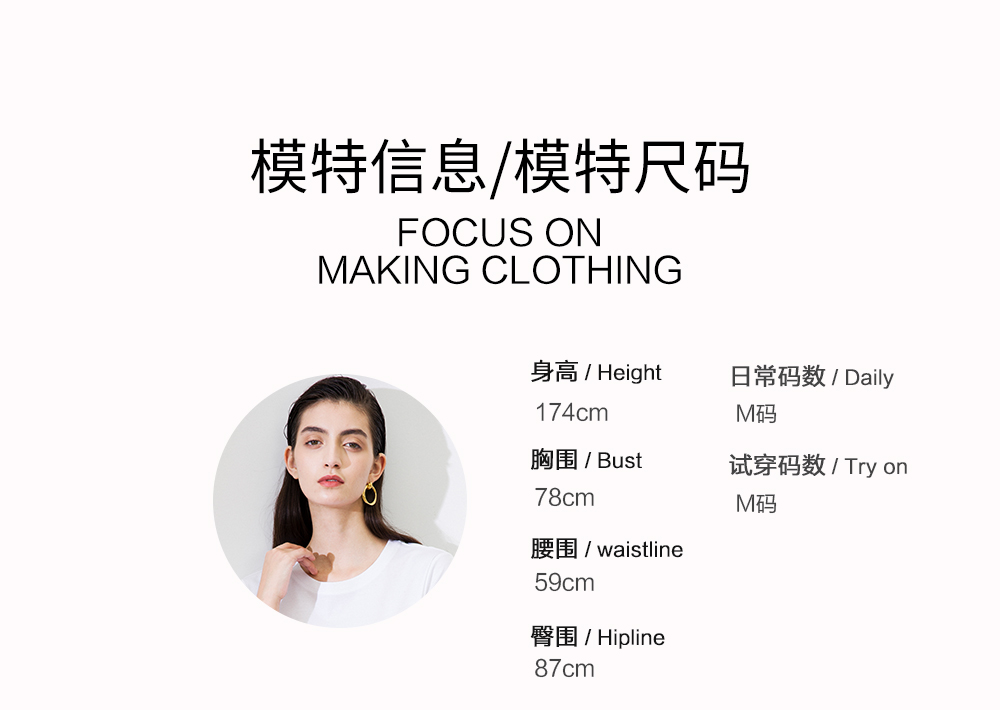 模特信息/模特尺码
FOCUS ON
MAKING CLOTHING
身高 / Height
174cm
胸围 / Bust
78cm
腰围 / waistline
59cm
臀围 / Hipline
87cm
日常码数 / Daily
M码
试穿码数 / Try on
M码